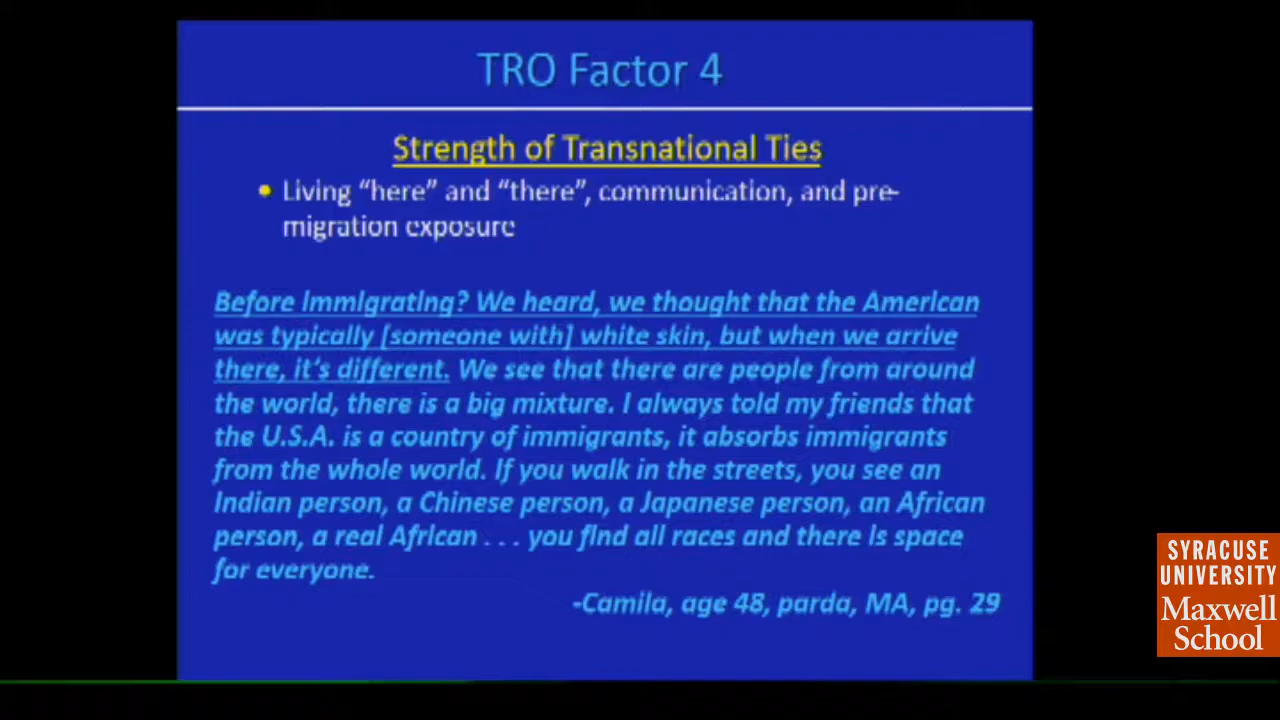 TRO Factor 4
Strength of Transnational Ties
• Living “here” and “there”, communication, and pre-
migration exposure
Before immigrating? We heard, we thought that the American
was typically [someone with] white skin, but when we arrive
there, it’s different. We see that there are people from around
the world, there is a big mixture. I always told my friends that
the U.S.A. is a country of immigrants, it absorbs immigrants
from the whole world. If you walk in the streets, you see an
Indian person, a Chinese person, a Japanese person, an African
person, a real African . . . you find all races and there is space
for everyone.
-Camila, age 48, parda, MA, pg. 29
SYRACUSE
UNIVERSITY
Maxwell
School